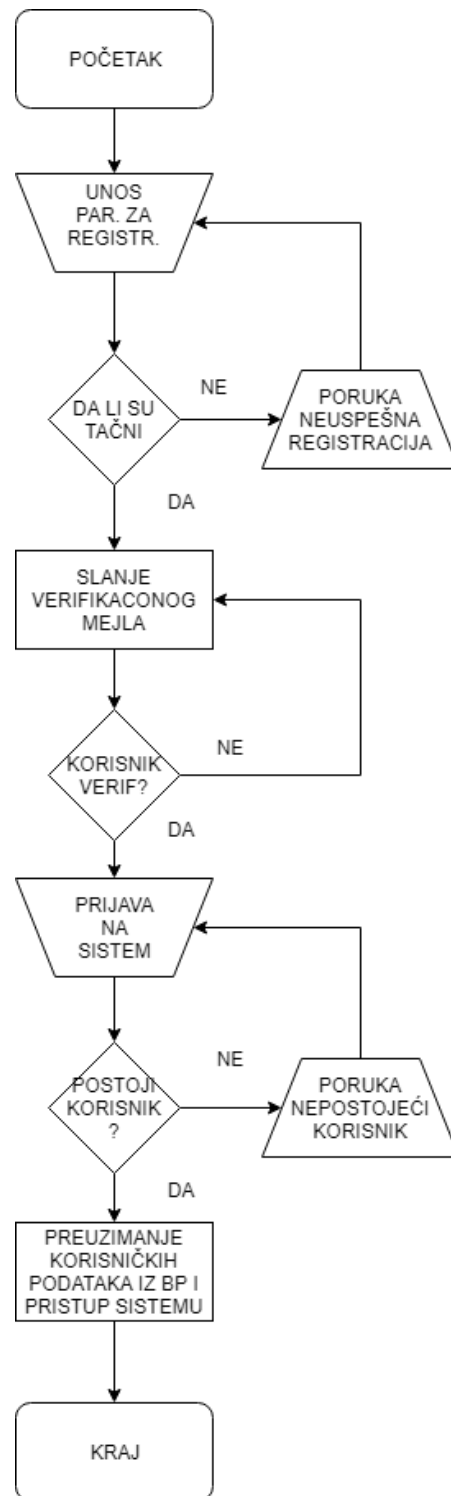 POČETAK
UNOS
PAR. ZA
REGISTR.
DA LI SU
TAČNI
NE
PORUKA
NEUSPEŠNA
REGISTRACIJA
DA
SLANJE
VERIFIKACONOG
MEJLA
KORISNIK
VERIF?
NE
DA
PRIJAVA
NA
SISTEM
POSTOJI
KORISNIK
?
NE
PORUKA
NEPOSTOJEĆI
KORISNIK
DA
PREUZIMANJE
KORISNIČKIH
PODATAKA IZ BP I
PRISTUP SISTEMU
KRAJ